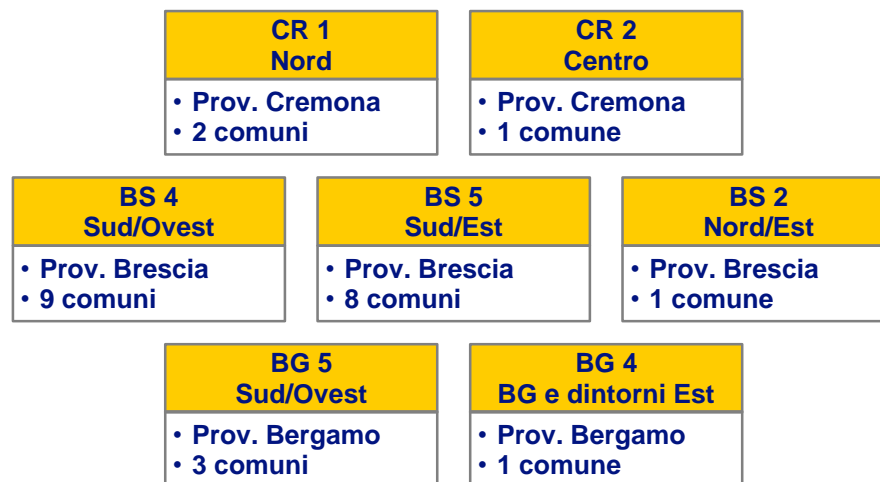 CR 1
Nord
• Prov. Cremona
• 2 comuni
CR 2
Centro
• Prov. Cremona
• 1 comune
BS 4
Sud/Ovest
• Prov. Brescia
• 9 comuni
BS 5
Sud/Est
• Prov. Brescia
• 8 comuni
BS 2
Nord/Est
• Prov. Brescia
• 1 comune
BG 5
Sud/Ovest
• Prov. Bergamo
• 3 comuni
BG 4
BG e dintorni Est
• Prov. Bergamo
• 1 comune